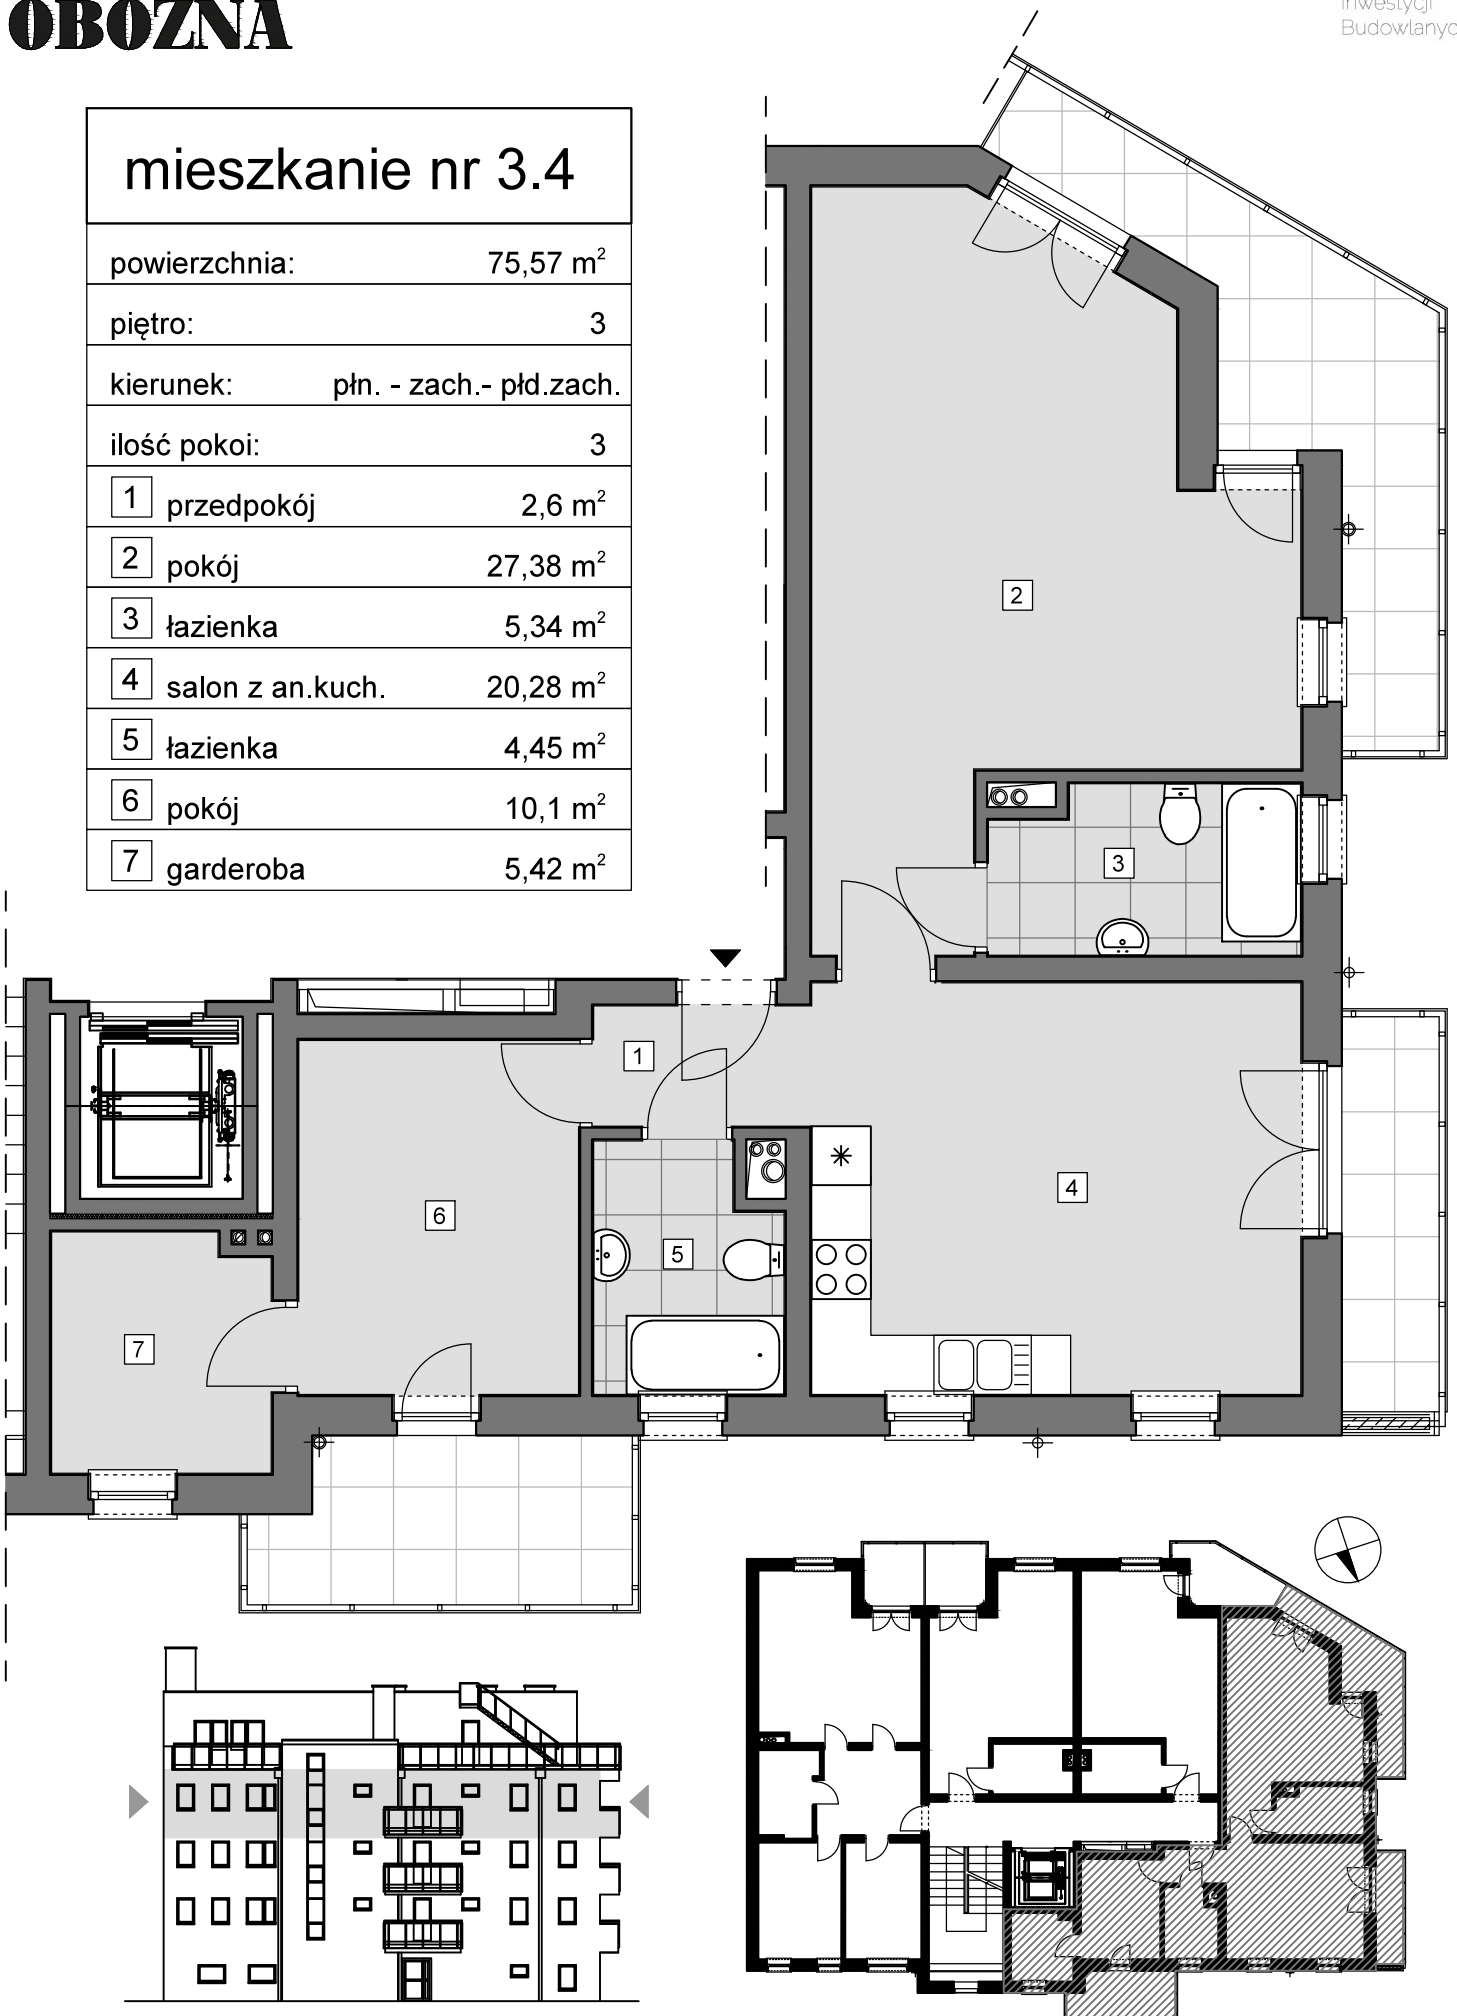 OBOZNA
Inwestycji
Budowlanych
mieszkanie nr 3.4
powierzchnia: 75,57 m²
piętro: 3
kierunek: płn. - zach.- płd.zach.
ilość pokoi: 3
1 przedpokój 2,6 m²
2 pokój 27,38 m²
3 łazienka 5,34 m²
4 salon z an.kuch. 20,28 m²
5 łazienka 4,45 m²
6 pokój 10,1 m²
7 garderoba 5,42 m²
2
3
1
4
6
5
7